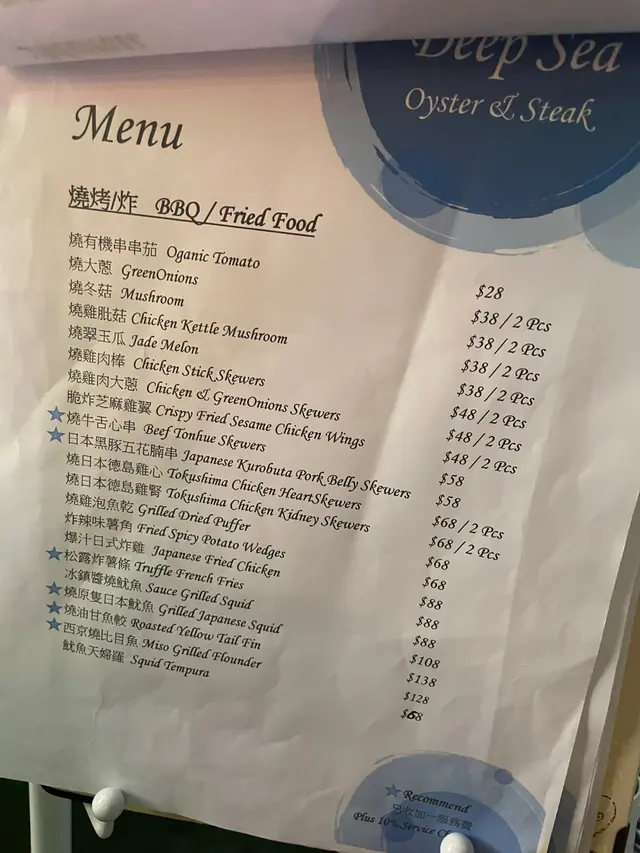 Deep Sea
Oyster & Steak
Menu
燒烤/炸 BBQ / Fried Food
燒有機串串茄 Oganic Tomato $28
燒大蔥 GreenOnions $38 / 2 Pcs
燒冬菇 Mushroom $38 / 2 Pcs
燒雞肶菇 Chicken Kettle Mushroom $38 / 2 Pcs
燒翠玉瓜 Jade Melon $38 / 2 Pcs
燒雞肉棒 Chicken Stick Skewers $48 / 2 Pcs
燒雞肉大蔥 Chicken & GreenOnions Skewers $48 / 2 Pcs
脆炸芝麻雞翼 Crispy Fried Sesame Chicken Wings $48 / 2 Pcs
★燒牛舌心串 Beef Tonhue Skewers $58
★日本黑豚五花腩串 Japanese Kurobuta Pork Belly Skewers $58
燒日本德島雞心 Tokushima Chicken HeartSkewers $68 / 2 Pcs
燒日本德島雞腎 Tokushima Chicken Kidney Skewers $68 / 2 Pcs
燒雞泡魚乾 Grilled Dried Puffer $68
炸辣味薯角 Fried Spicy Potato Wedges $68
爆汁日式炸雞 Japanese Fried Chicken $88
★松露炸薯條 Truffle French Fries $88
冰鎮醬燒魷魚 Sauce Grilled Squid $88
★燒原隻日本魷魚 Grilled Japanese Squid $108
★燒油甘魚鮫 Roasted Yellow Tail Fin $138
★西京燒比目魚 Miso Grilled Flounder $128
魷魚天婦羅 Squid Tempura $68
★ Recommend
另收加一服務費
Plus 10% Service